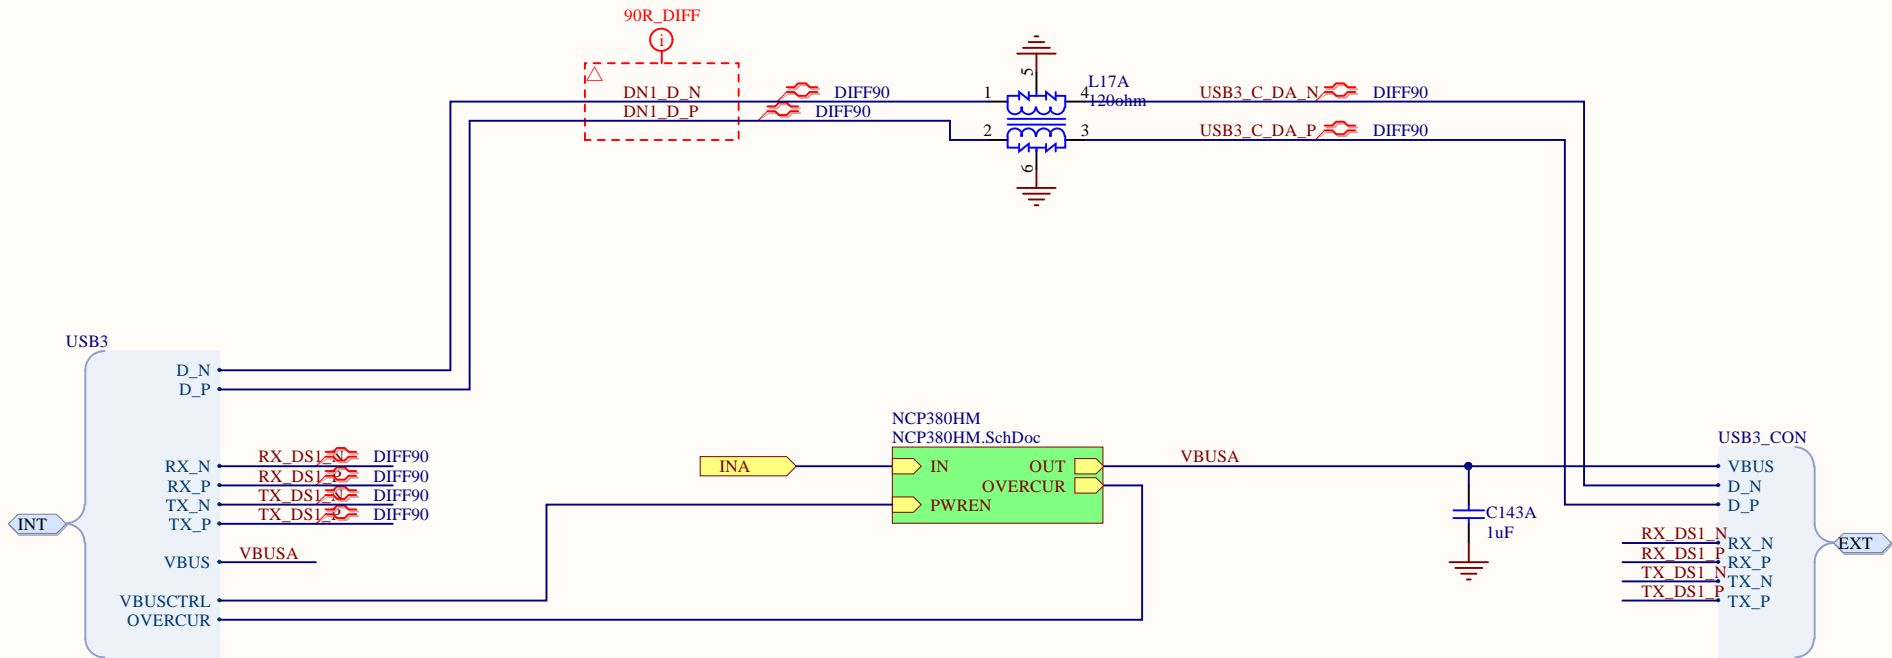 90R_DIFF
i
DN1_D_N DIFF90
DN1_D_P DIFF90
1 5 4 L17A
120ohm
2 6 3
USB3_C_DA_N DIFF90
USB3_C_DA_P DIFF90
USB3
D_N
D_P
RX_N RX_DS1_N DIFF90
RX_P RX_DS1_P DIFF90
TX_N TX_DS1_N DIFF90
TX_P TX_DS1_P DIFF90
INT
VBUS VBUSA
VBUSCTRL
OVERCUR
INA
NCP380HM
NCP380HM.SchDoc
IN OUT
OVERCUR
PWREN
VBUSA
C143A
1uF
USB3_CON
VBUS
D_N
D_P
RX_DS1_N RX_N
RX_DS1_P RX_P
TX_DS1_N TX_N
TX_DS1_P TX_P
EXT